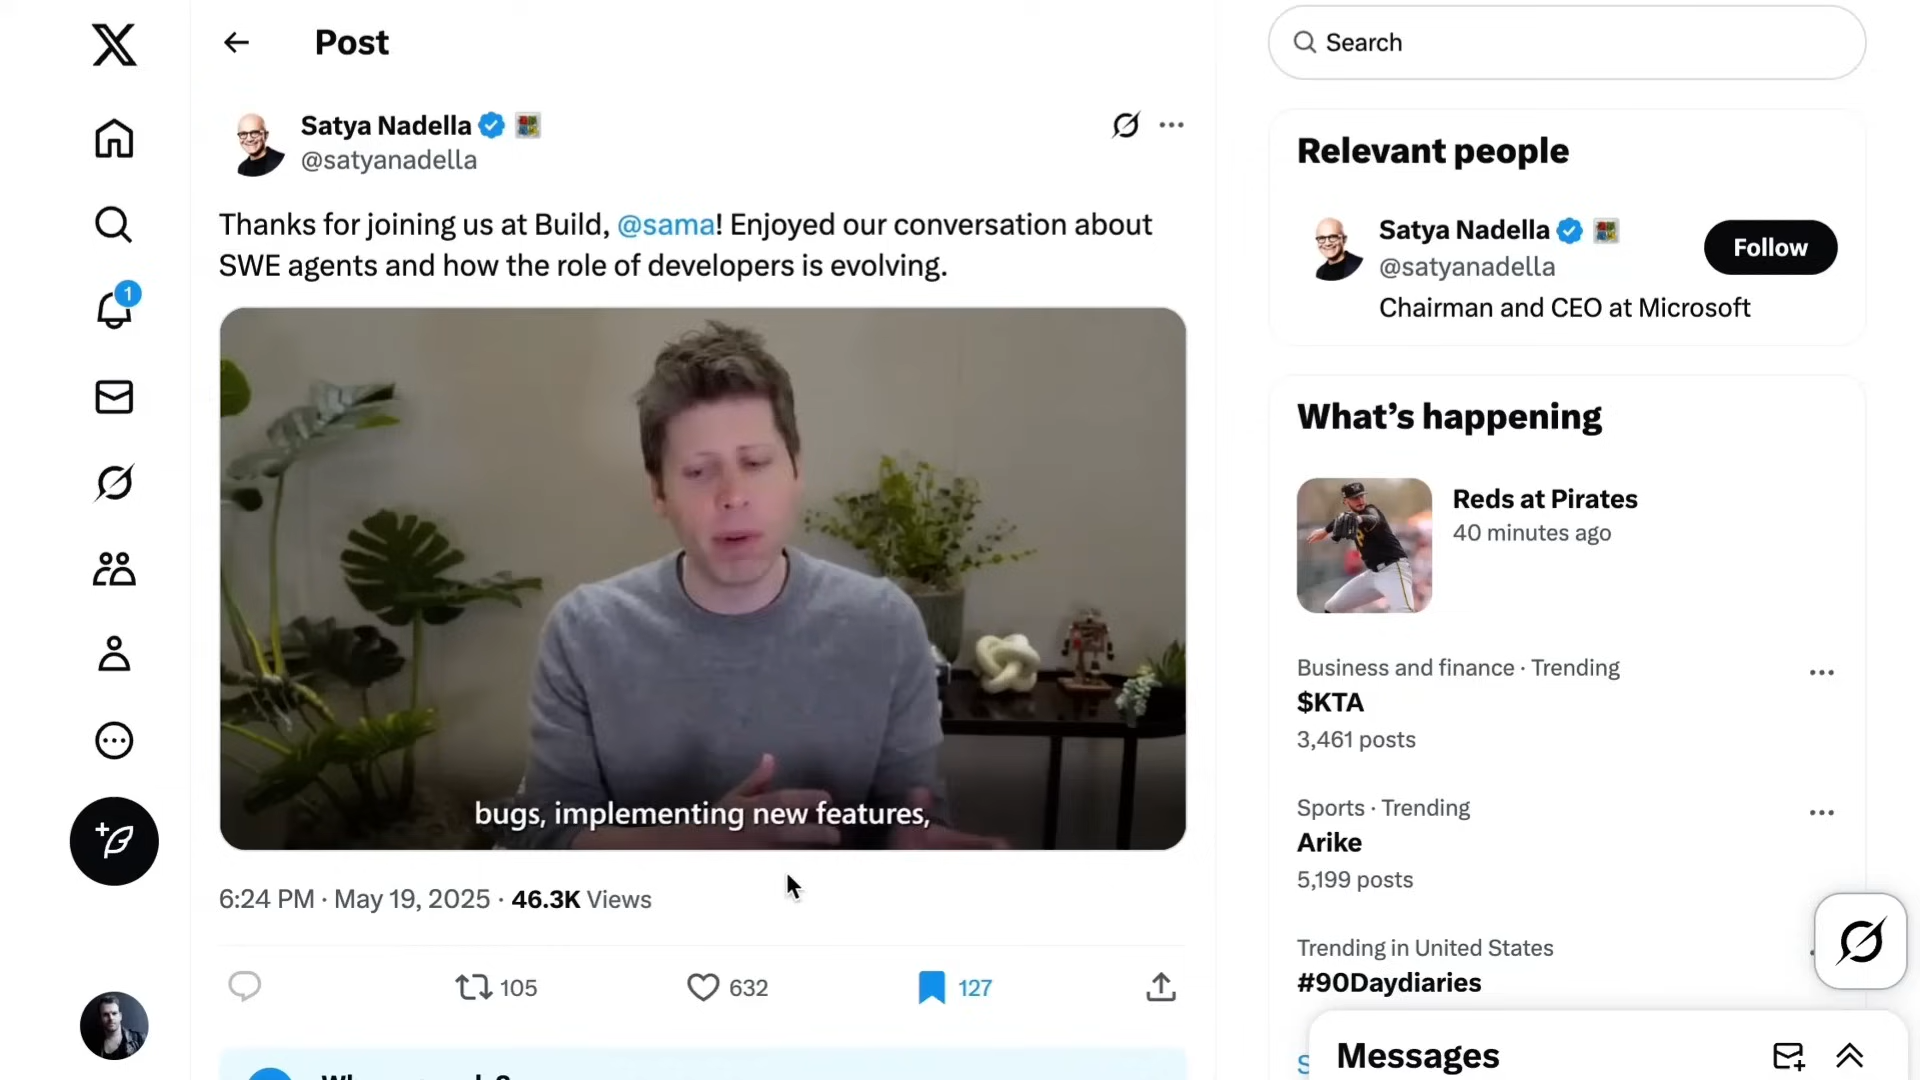 Post
Satya Nadella
@satyanadella
Thanks for joining us at Build, @sama! Enjoyed our conversation about
SWE agents and how the role of developers is evolving.
bugs, implementing new features,
6:24 PM · May 19, 2025 · 46.3K Views
105
632
127
1
Search
Relevant people
Satya Nadella
@satyanadella
Follow
Chairman and CEO at Microsoft
What's happening
Reds at Pirates
40 minutes ago
Business and finance · Trending
$KTA
3,461 posts
Sports · Trending
Arike
5,199 posts
Trending in United States
#90Daydiaries
Messages